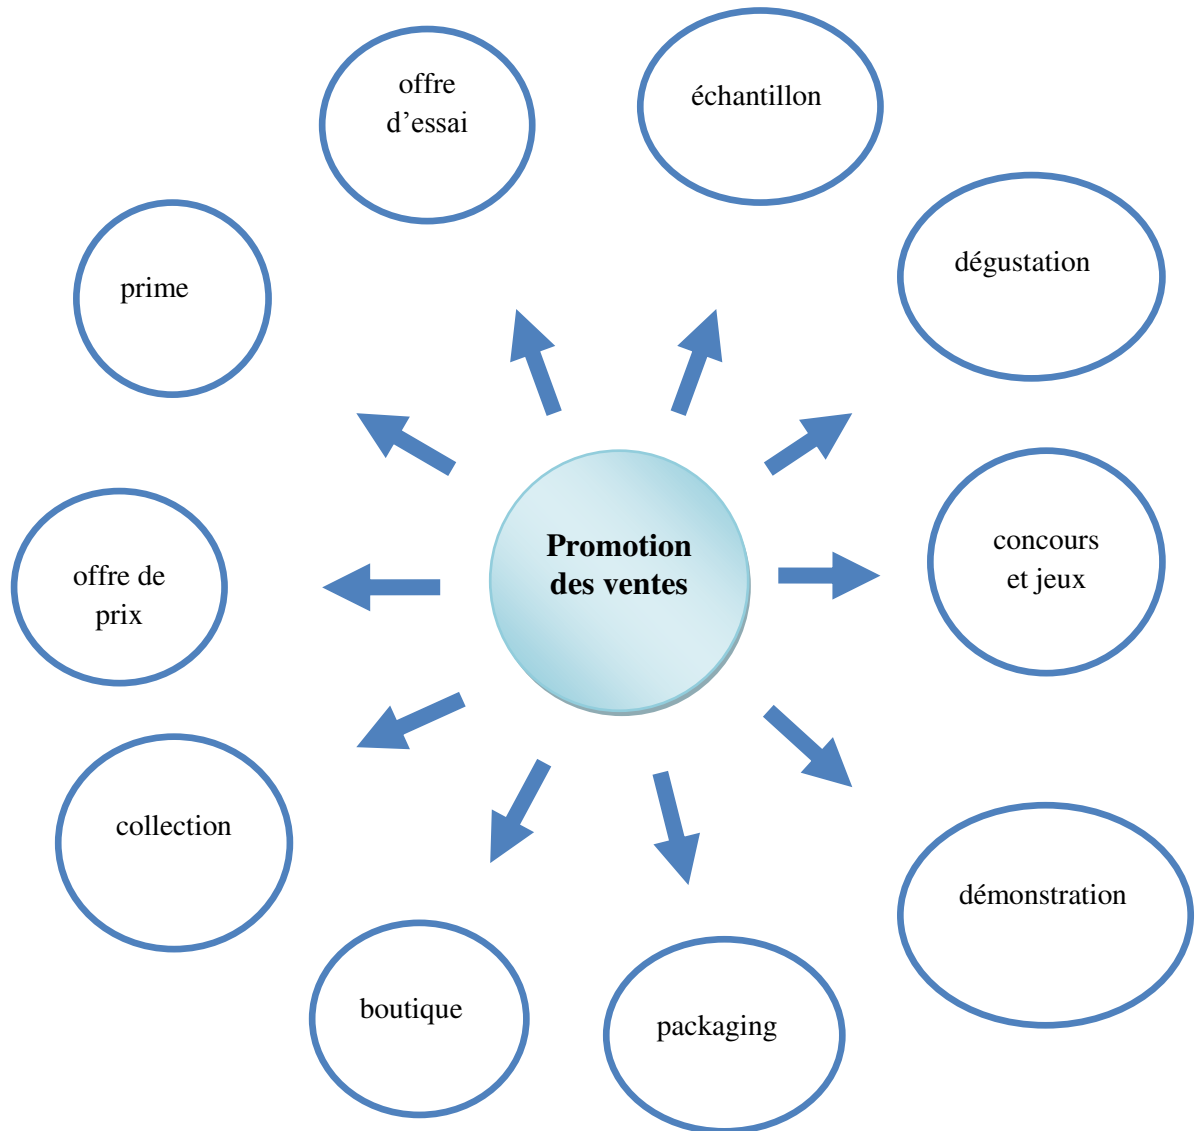 offre
d’essai
échantillon
dégustation
prime
Promotion
des ventes
concours
et jeux
offre de
prix
collection
démonstration
boutique
packaging